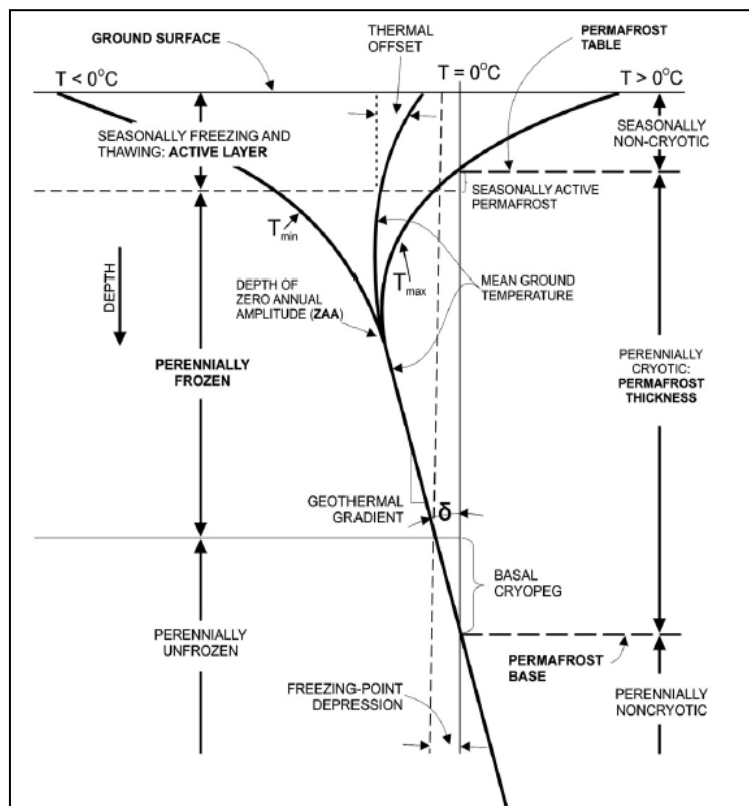 GROUND SURFACE
THERMAL
OFFSET
PERMAFROST
TABLE
T < 0°C
T = 0°C
T > 0°C
SEASONALLY FREEZING AND
THAWING: ACTIVE LAYER
SEASONALLY
NON-CRYOTIC
SEASONALLY ACTIVE
PERMAFROST
Tmin
Tmax
DEPTH
DEPTH OF
ZERO ANNUAL
AMPLITUDE (ZAA)
MEAN GROUND
TEMPERATURE
PERENNIALLY
FROZEN
PERENNIALLY
CRYOTIC:
PERMAFROST
THICKNESS
GEOTHERMAL
GRADIENT
δ
BASAL
CRYOPEG
PERENNIALLY
UNFROZEN
PERMAFROST
BASE
FREEZING-POINT
DEPRESSION
PERENNIALLY
NONCRYOTIC